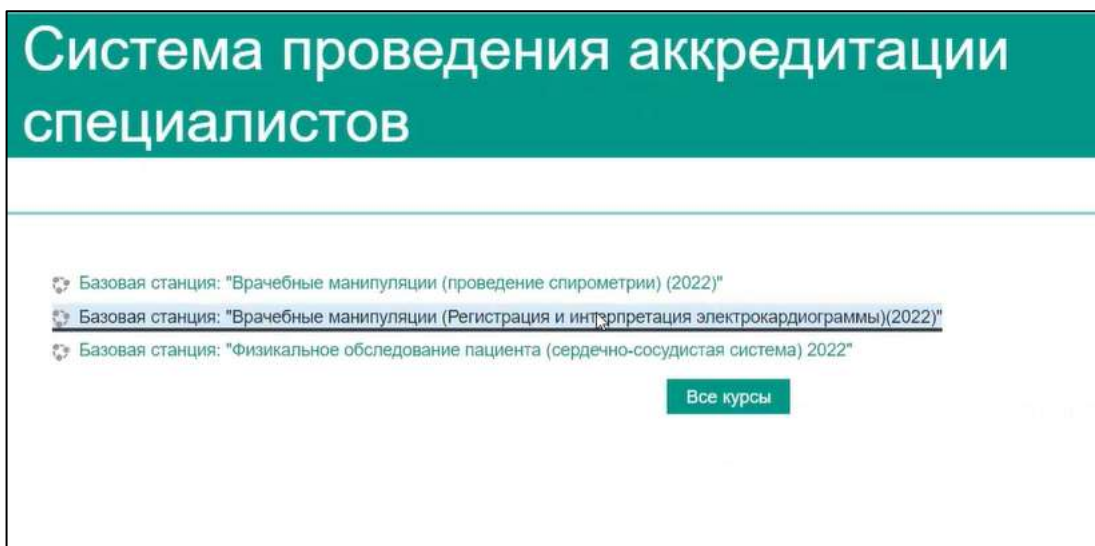 Система проведения аккредитации
специалистов
Базовая станция: "Врачебные манипуляции (проведение спирометрии) (2022)"
Базовая станция: "Врачебные манипуляции (Регистрация и интерпретация электрокардиограммы)(2022)"
Базовая станция: "Физикальное обследование пациента (сердечно-сосудистая система) 2022"
Все курсы